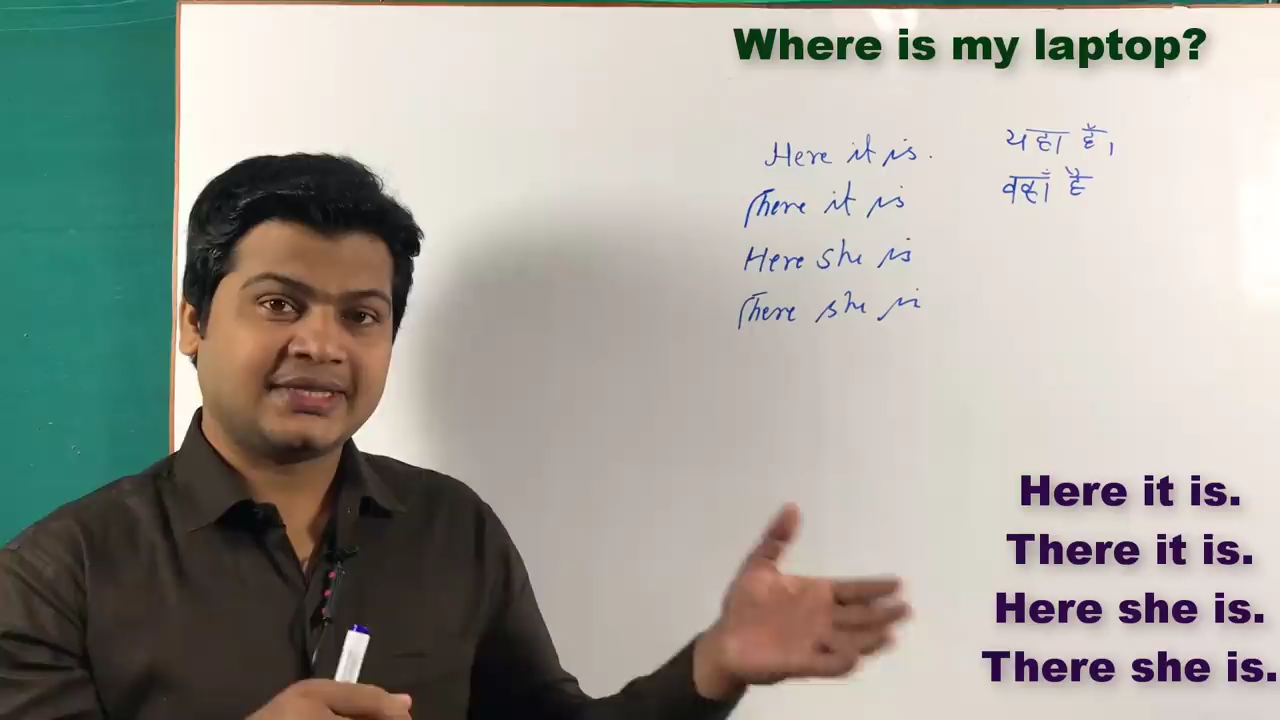 Where is my laptop?
Here it is. यहा है,
There it is वहाँ है
Here she is
There she is
Here it is.
There it is.
Here she is.
There she is.